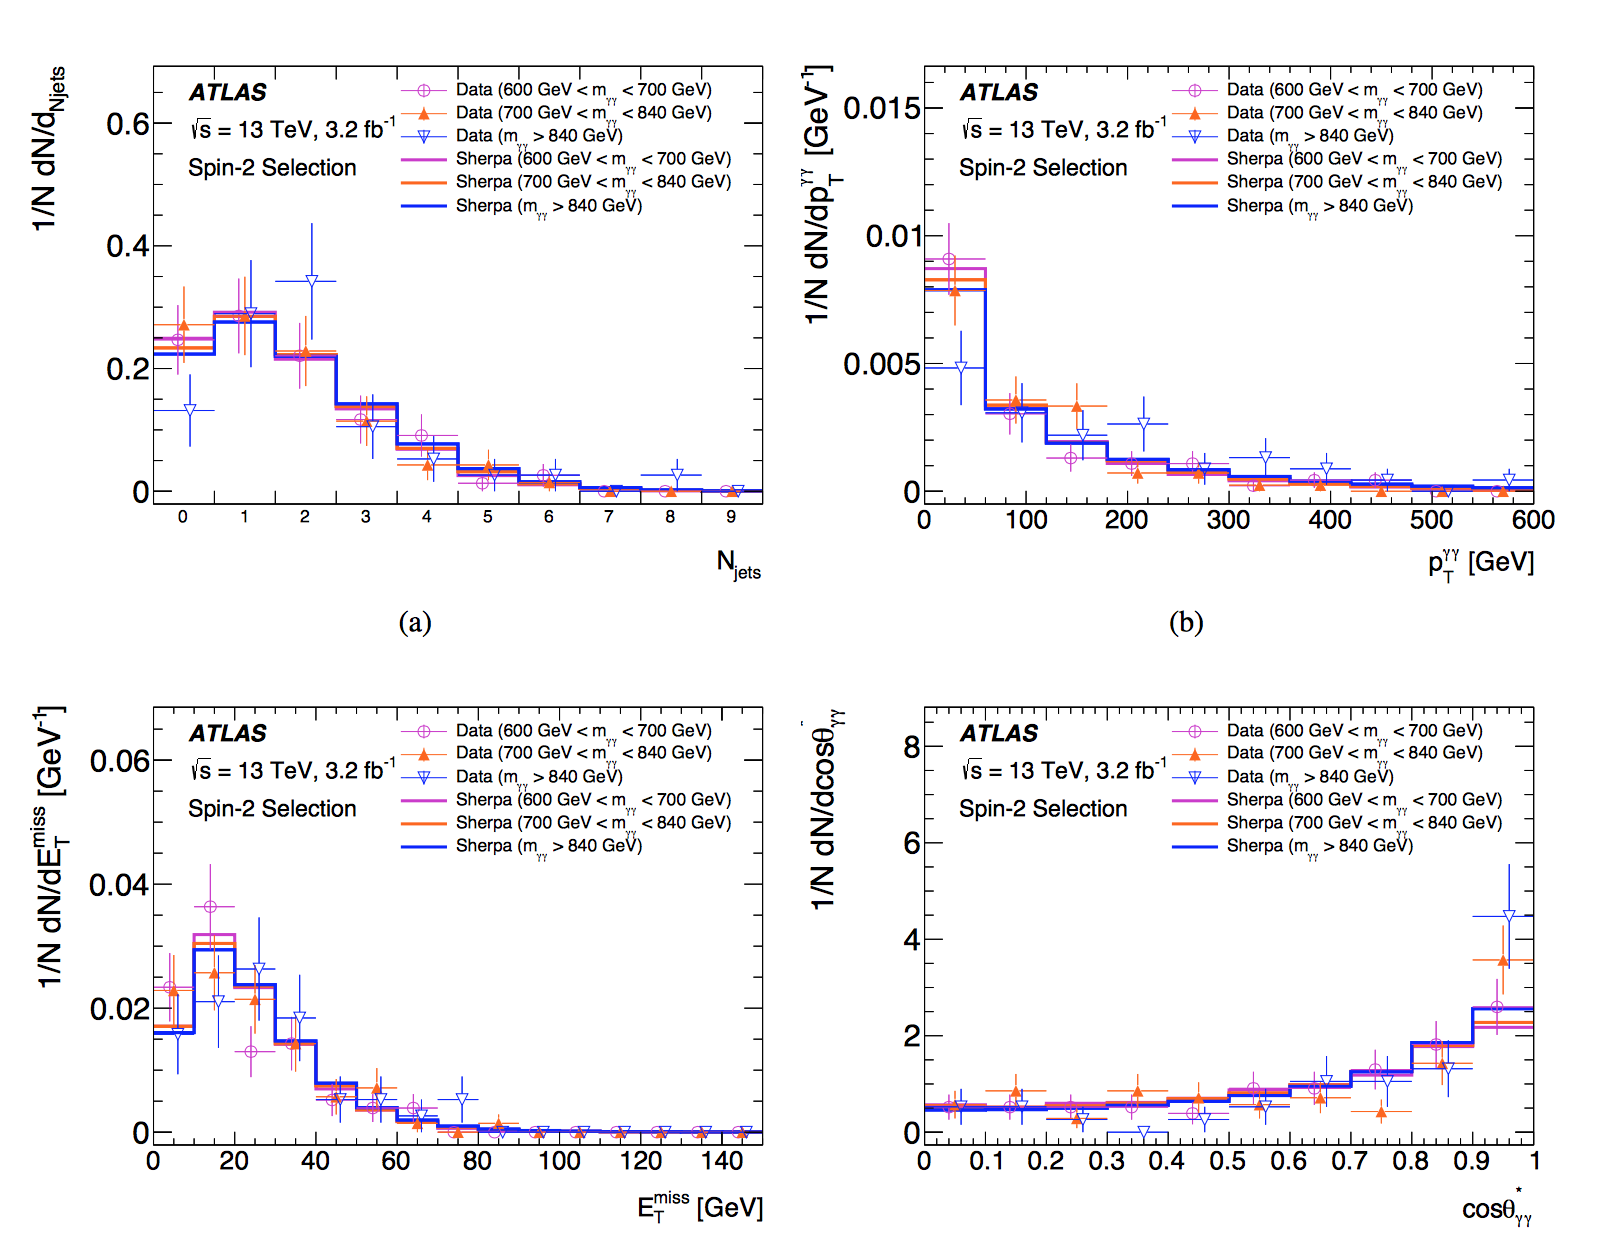 1/N dN/dNjets
ATLAS
√s = 13 TeV, 3.2 fb-1
Spin-2 Selection
Data (600 GeV < mγγ < 700 GeV)
Data (700 GeV < mγγ < 840 GeV)
Data (mγγ > 840 GeV)
Sherpa (600 GeV < mγγ < 700 GeV)
Sherpa (700 GeV < mγγ < 840 GeV)
Sherpa (mγγ > 840 GeV)
0.6
0.4
0.2
0
0 1 2 3 4 5 6 7 8 9
Njets
(a)
1/N dN/dpTγγ [GeV-1]
ATLAS
√s = 13 TeV, 3.2 fb-1
Spin-2 Selection
Data (600 GeV < mγγ < 700 GeV)
Data (700 GeV < mγγ < 840 GeV)
Data (mγγ > 840 GeV)
Sherpa (600 GeV < mγγ < 700 GeV)
Sherpa (700 GeV < mγγ < 840 GeV)
Sherpa (mγγ > 840 GeV)
0.015
0.01
0.005
0
0 100 200 300 400 500 600
pTγγ [GeV]
(b)
1/N dN/dETmiss [GeV-1]
ATLAS
√s = 13 TeV, 3.2 fb-1
Spin-2 Selection
Data (600 GeV < mγγ < 700 GeV)
Data (700 GeV < mγγ < 840 GeV)
Data (mγγ > 840 GeV)
Sherpa (600 GeV < mγγ < 700 GeV)
Sherpa (700 GeV < mγγ < 840 GeV)
Sherpa (mγγ > 840 GeV)
0.06
0.04
0.02
0
0 20 40 60 80 100 120 140
ETmiss [GeV]
1/N dN/dcosθ*γγ
ATLAS
√s = 13 TeV, 3.2 fb-1
Spin-2 Selection
Data (600 GeV < mγγ < 700 GeV)
Data (700 GeV < mγγ < 840 GeV)
Data (mγγ > 840 GeV)
Sherpa (600 GeV < mγγ < 700 GeV)
Sherpa (700 GeV < mγγ < 840 GeV)
Sherpa (mγγ > 840 GeV)
8
6
4
2
0
0 0.1 0.2 0.3 0.4 0.5 0.6 0.7 0.8 0.9 1
cosθ*γγ